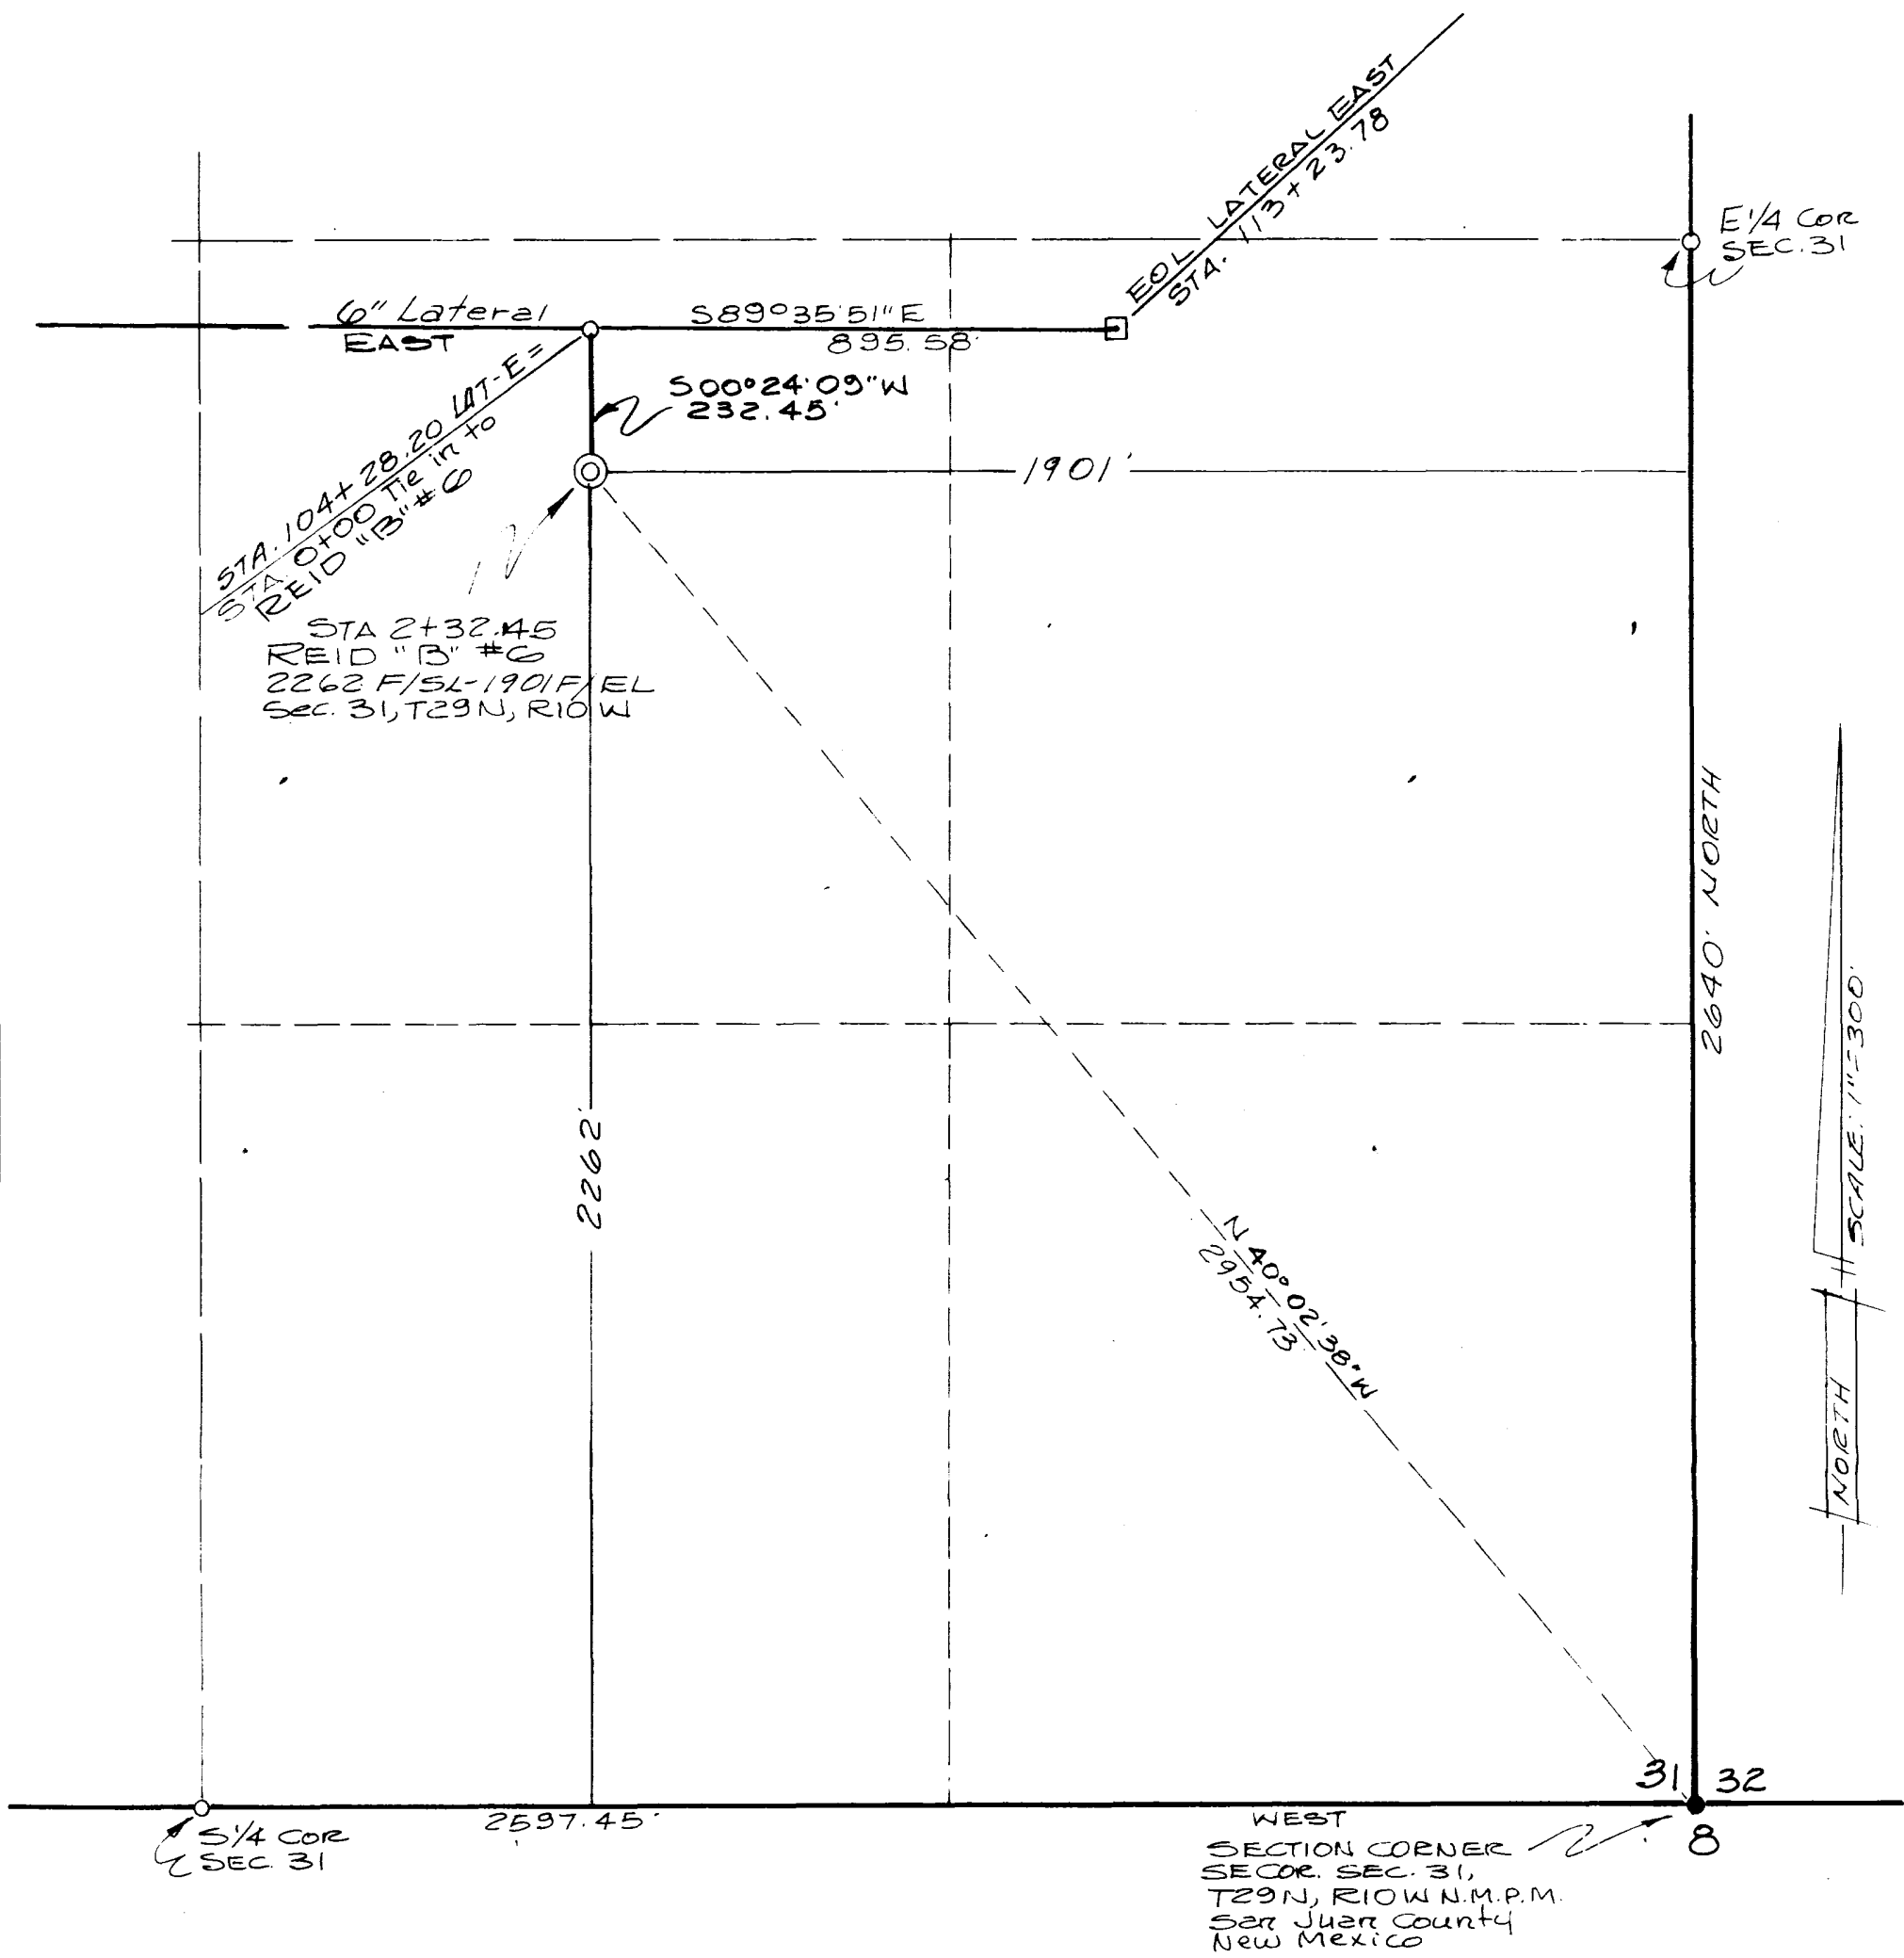 EOL LATERAL EAST
STA. 113+23.78
E 1/4 COR
SEC. 31
6" Lateral
EAST
S89°35'51"E
895.58'
S00°24'09"W
232.45'
1901'
STA. 104+28.20 LAT-E=
STA. 0+00 Tie in to
REID "B" #6
STA 2+32.45
REID "B" #6
2262 F/SL-1901 F/EL
Sec. 31, T29N, R10W
2640' NORTH
SCALE: 1"=300'
NORTH
2262'
N 40° 02' 38" W
2954.73'
31 32
8
S 1/4 COR
SEC. 31
2597.45'
WEST
SECTION CORNER
SE COR. SEC. 31,
T29N, R10W N.M.P.M.
San Juan County
New Mexico